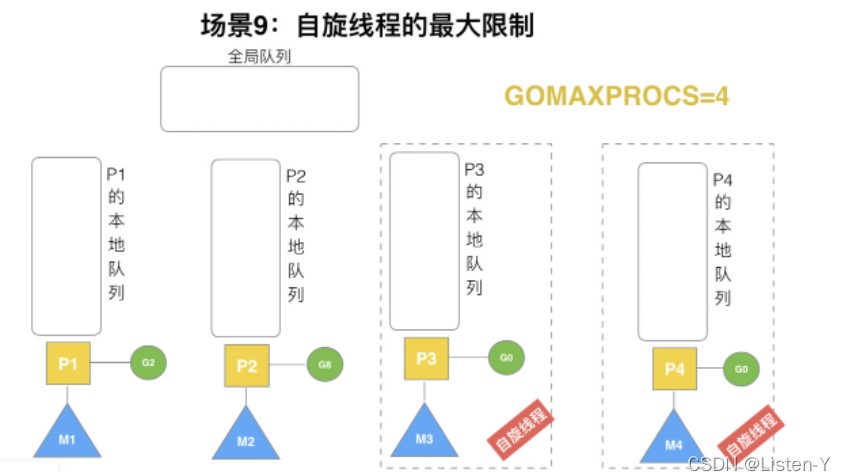 场景9：自旋线程的最大限制
全局队列
GOMAXPROCS=4
P1的本地队列
P2的本地队列
P3的本地队列
P4的本地队列
P1
G2
P2
G8
P3
G0
P4
G0
M1
M2
M3
自旋线程
M4
自旋线程
CSDN @Listen-Y